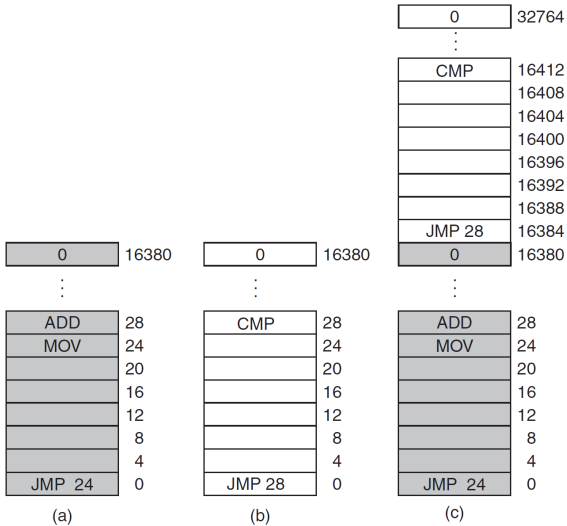 0 32764
⋮
CMP 16412
16408
16404
16400
16396
16392
16388
JMP 28 16384
0 16380
0 16380
0 16380
⋮
⋮
⋮
ADD 28
MOV 24
20
16
12
8
4
JMP 24 0
(a)
CMP 28
24
20
16
12
8
4
JMP 28 0
(b)
ADD 28
MOV 24
20
16
12
8
4
JMP 24 0
(c)